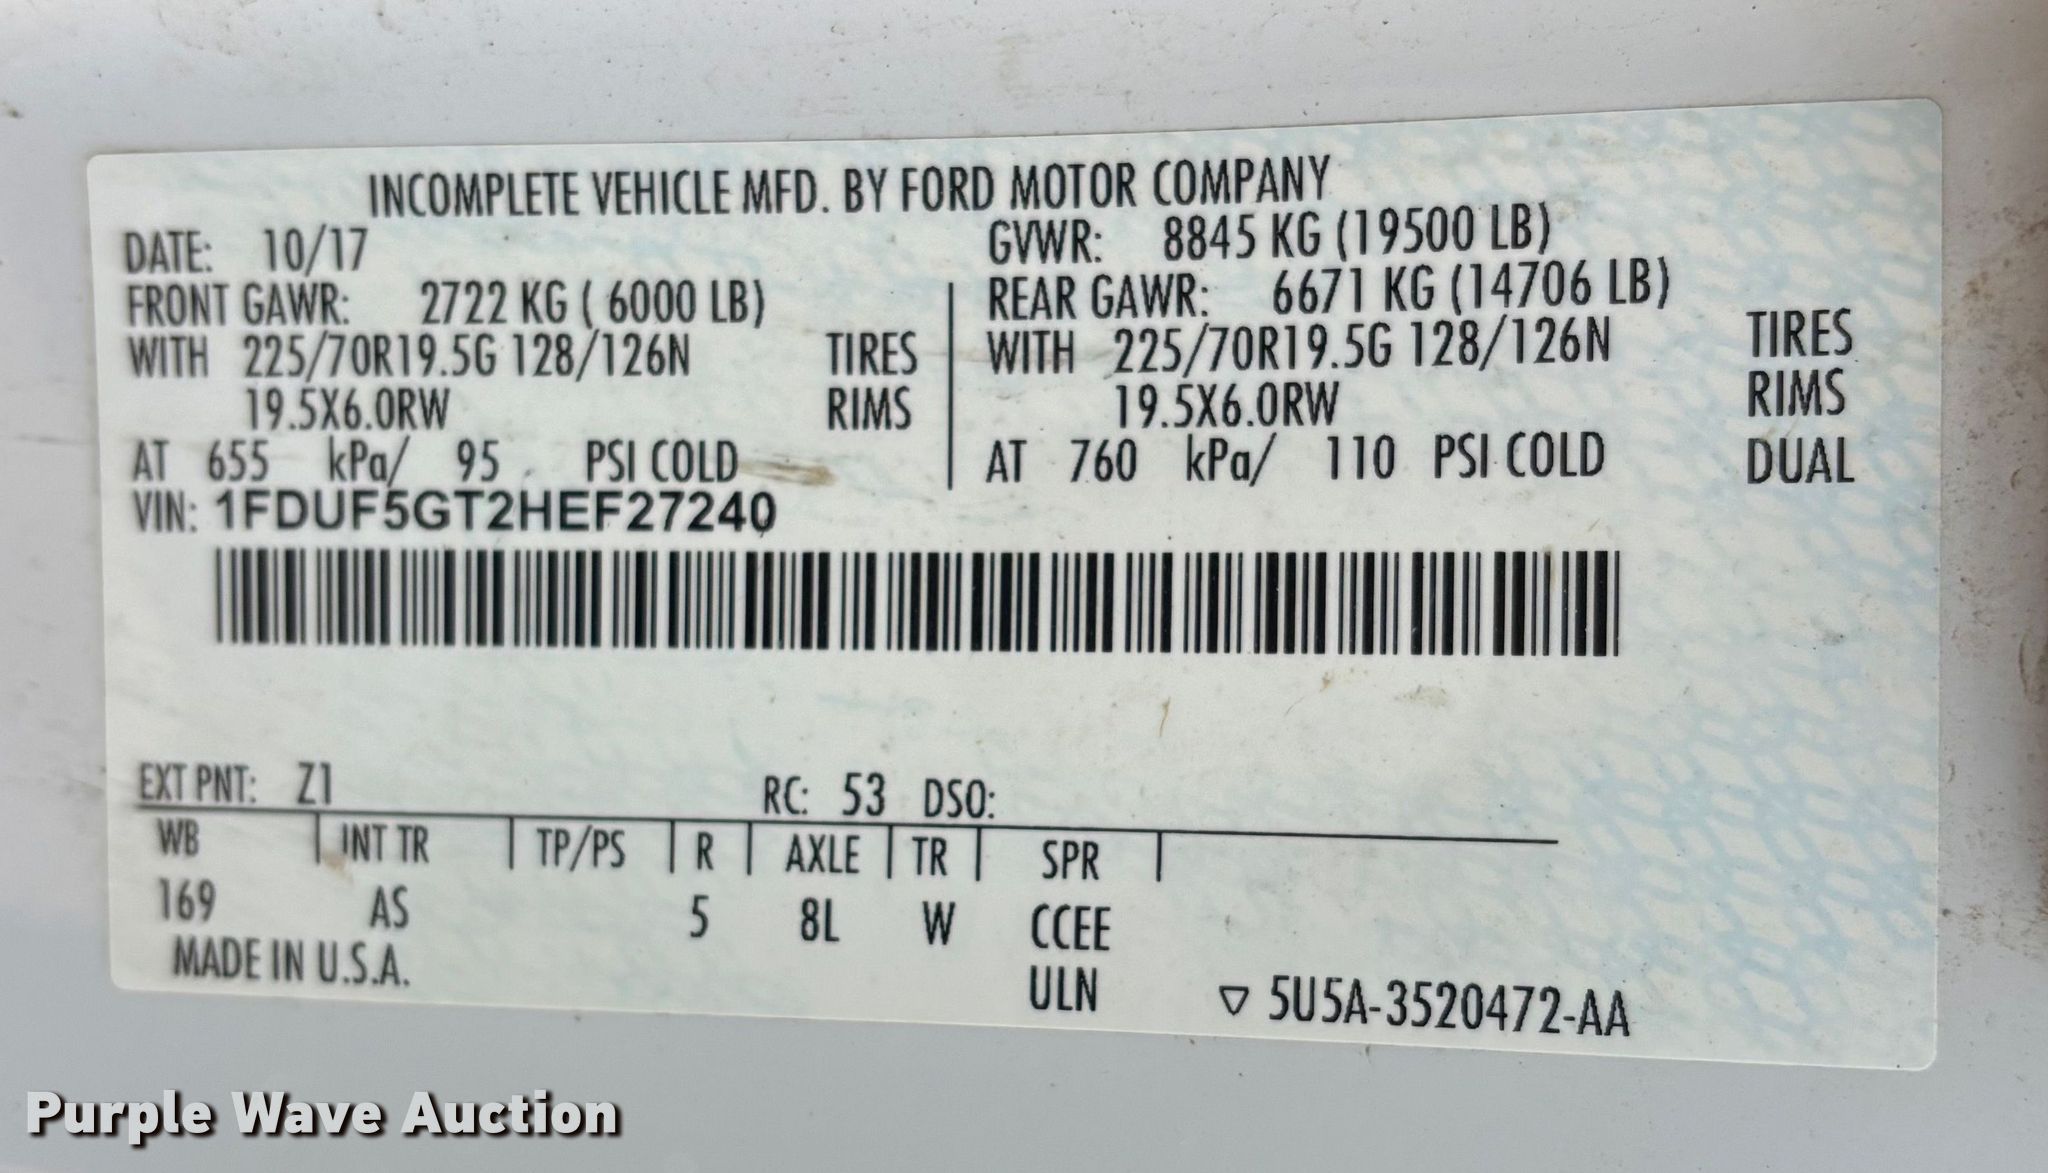 INCOMPLETE VEHICLE MFD. BY FORD MOTOR COMPANY
DATE: 10/17 GVWR: 8845 KG (19500 LB)
FRONT GAWR: 2722 KG ( 6000 LB) REAR GAWR: 6671 KG (14706 LB)
WITH 225/70R19.5G 128/126N TIRES WITH 225/70R19.5G 128/126N TIRES
19.5X6.0RW RIMS 19.5X6.0RW RIMS
AT 655 kPa/ 95 PSI COLD AT 760 kPa/ 110 PSI COLD DUAL
VIN: 1FDUF5GT2HEF27240
EXT PNT: Z1 RC: 53 DSO:
WB INT TR TP/PS R AXLE TR SPR
169 AS 5 8L W CCEE
MADE IN U.S.A. ULN ▽ 5U5A-3520472-AA
Purple Wave Auction